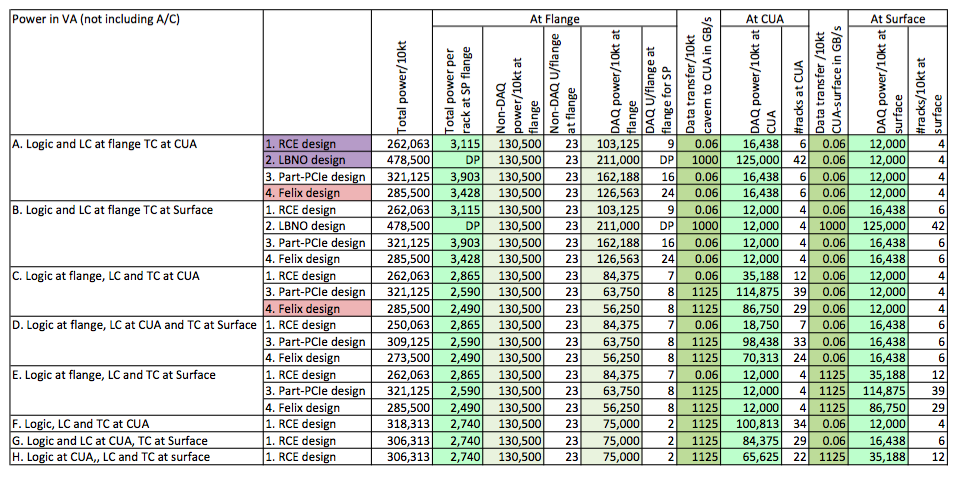 Power in VA (not including A/C) At Flange At CUA At Surface
Total power/10kt Total power per rack at SP flange Non-DAQ power/10kt at flange Non-DAQ U/flange at flange DAQ power/10kt at flange DAQ U/flange at flange for SP Data transfer/10kt cavern to CUA in GB/s DAQ power/10kt at CUA #racks at CUA Data transfer /10kt CUA-surface in GB/s DAQ power/10kt at surface #racks/10kt at surface
A. Logic and LC at flange TC at CUA 1. RCE design 262,063 3,115 130,500 23 103,125 9 0.06 16,438 6 0.06 12,000 4
2. LBNO design 478,500 DP 130,500 23 211,000 DP 1000 125,000 42 0.06 12,000 4
3. Part-PCIe design 321,125 3,903 130,500 23 162,188 16 0.06 16,438 6 0.06 12,000 4
4. Felix design 285,500 3,428 130,500 23 126,563 24 0.06 16,438 6 0.06 12,000 4
B. Logic and LC at flange TC at Surface 1. RCE design 262,063 3,115 130,500 23 103,125 9 0.06 12,000 4 0.06 16,438 6
2. LBNO design 478,500 DP 130,500 23 211,000 DP 1000 12,000 4 1000 125,000 42
3. Part-PCIe design 321,125 3,903 130,500 23 162,188 16 0.06 12,000 4 0.06 16,438 6
4. Felix design 285,500 3,428 130,500 23 126,563 24 0.06 12,000 4 0.06 16,438 6
C. Logic at flange, LC and TC at CUA 1. RCE design 262,063 2,865 130,500 23 84,375 7 0.06 35,188 12 0.06 12,000 4
3. Part-PCIe design 321,125 2,590 130,500 23 63,750 8 1125 114,875 39 0.06 12,000 4
4. Felix design 285,500 2,490 130,500 23 56,250 8 1125 86,750 29 0.06 12,000 4
D. Logic at flange, LC at CUA and TC at Surface 1. RCE design 250,063 2,865 130,500 23 84,375 7 0.06 18,750 7 0.06 16,438 6
3. Part-PCIe design 309,125 2,590 130,500 23 63,750 8 1125 98,438 33 0.06 16,438 6
4. Felix design 273,500 2,490 130,500 23 56,250 8 1125 70,313 24 0.06 16,438 6
E. Logic at flange, LC and TC at Surface 1. RCE design 262,063 2,865 130,500 23 84,375 7 0.06 12,000 4 0.06 35,188 12
3. Part-PCIe design 321,125 2,590 130,500 23 63,750 8 1125 12,000 4 1125 114,875 39
4. Felix design 285,500 2,490 130,500 23 56,250 8 1125 12,000 4 1125 86,750 29
F. Logic, LC and TC at CUA 1. RCE design 318,313 2,740 130,500 23 75,000 2 1125 100,813 34 0.06 12,000 4
G. Logic and LC at CUA, TC at Surface 1. RCE design 306,313 2,740 130,500 23 75,000 2 1125 84,375 29 0.06 16,438 6
H. Logic at CUA,, LC and TC at surface 1. RCE design 306,313 2,740 130,500 23 75,000 2 1125 65,625 22 1125 35,188 12